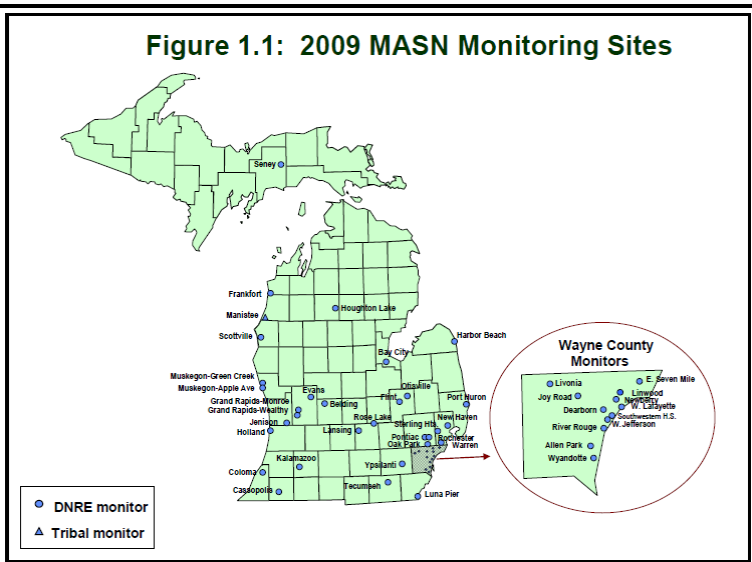 Figure 1.1: 2009 MASN Monitoring Sites
Seney
Frankfort
Houghton Lake
Manistee
Scottville
Harbor Beach
Bay City
Muskegon-Green Creek
Muskegon-Apple Ave
Evans
Otisville
Grand Rapids-Monroe
Belding
Flint
Port Huron
Grand Rapids-Wealthy
Rose Lake
New Haven
Jenison
Sterling Hts.
Holland
Lansing
Pontiac
Rochester
Oak Park
Warren
Kalamazoo
Ypsilanti
Coloma
Tecumseh
Cassopolis
Luna Pier
Wayne County
Monitors
Livonia
E. Seven Mile
Joy Road
Linwood
Newberry
Dearborn
W. Lafayette
Southwestern H.S.
River Rouge
W. Jefferson
Allen Park
Wyandotte
DNRE monitor
Tribal monitor